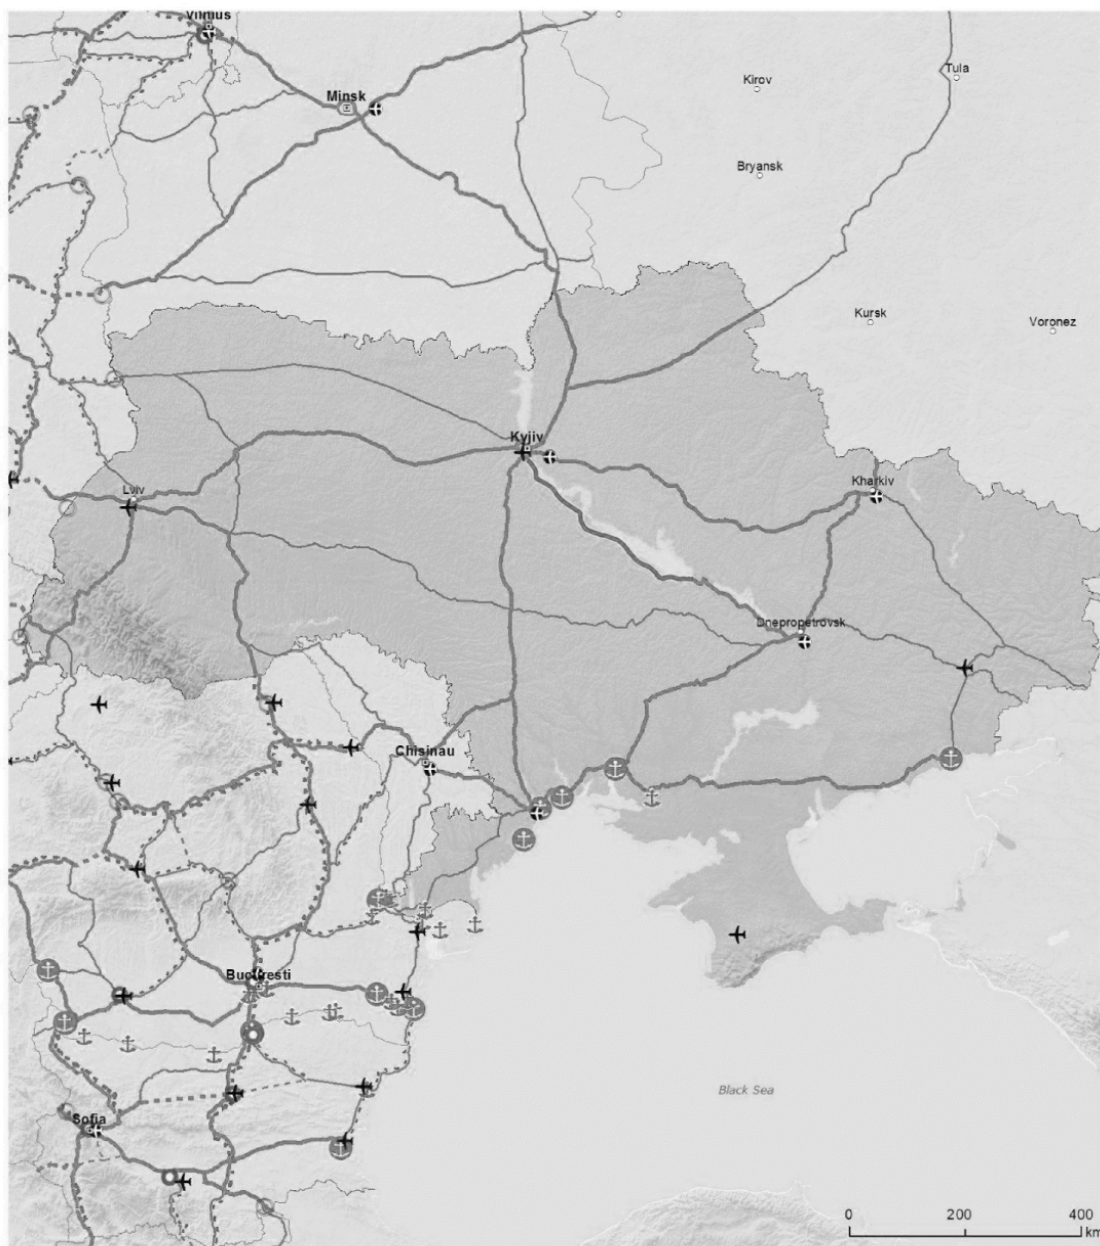 Vilnius
Minsk
Kirov
Tula
Bryansk
Kursk
Voronez
Kyjiv
Lviv
Kharkiv
Dnepropetrovsk
Chisinau
Bucuresti
Black Sea
Sofia
0 200 400
km